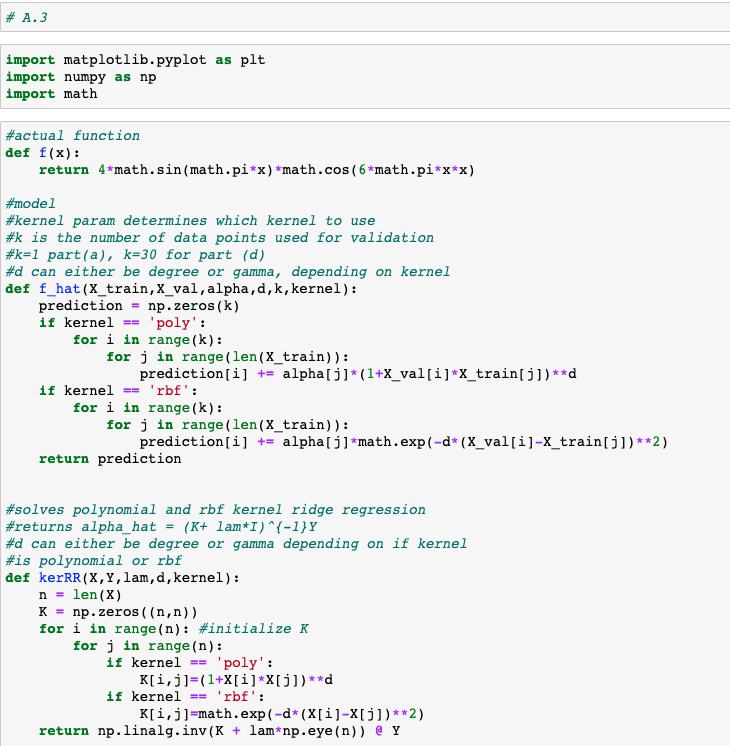 # A.3
import matplotlib.pyplot as plt
import numpy as np
import math
#actual function
def f(x):
    return 4*math.sin(math.pi*x)*math.cos(6*math.pi*x*x)
#model
#kernel param determines which kernel to use
#k is the number of data points used for validation
#k=1 part(a), k=30 for part (d)
#d can either be degree or gamma, depending on kernel
def f_hat(X_train,X_val,alpha,d,k,kernel):
    prediction = np.zeros(k)
    if kernel == 'poly':
        for i in range(k):
            for j in range(len(X_train)):
                prediction[i] += alpha[j]*(1+X_val[i]*X_train[j])**d
    if kernel == 'rbf':
        for i in range(k):
            for j in range(len(X_train)):
                prediction[i] += alpha[j]*math.exp(-d*(X_val[i]-X_train[j])**2)
    return prediction
#solves polynomial and rbf kernel ridge regression
#returns alpha_hat = (K+ lam*I)^{-1}Y
#d can either be degree or gamma depending on if kernel
#is polynomial or rbf
def kerRR(X,Y,lam,d,kernel):
    n = len(X)
    K = np.zeros((n,n))
    for i in range(n): #initialize K
        for j in range(n):
            if kernel == 'poly':
                K[i,j]=(1+X[i]*X[j])**d
            if kernel == 'rbf':
                K[i,j]=math.exp(-d*(X[i]-X[j])**2)
    return np.linalg.inv(K + lam*np.eye(n)) @ Y